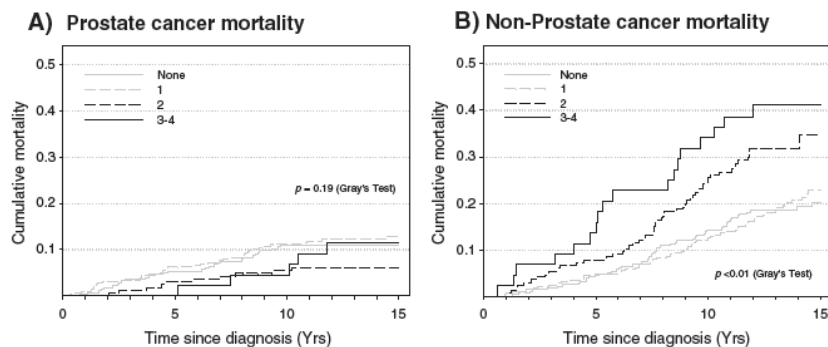 A) Prostate cancer mortality
Cumulative mortality
0.5
0.4
0.3
0.2
0.1
None
1
2
3-4
p = 0.19 (Gray's Test)
0
5
10
15
Time since diagnosis (Yrs)
B) Non-Prostate cancer mortality
Cumulative mortality
0.5
0.4
0.3
0.2
0.1
None
1
2
3-4
p <0.01 (Gray's Test)
0
5
10
15
Time since diagnosis (Yrs)